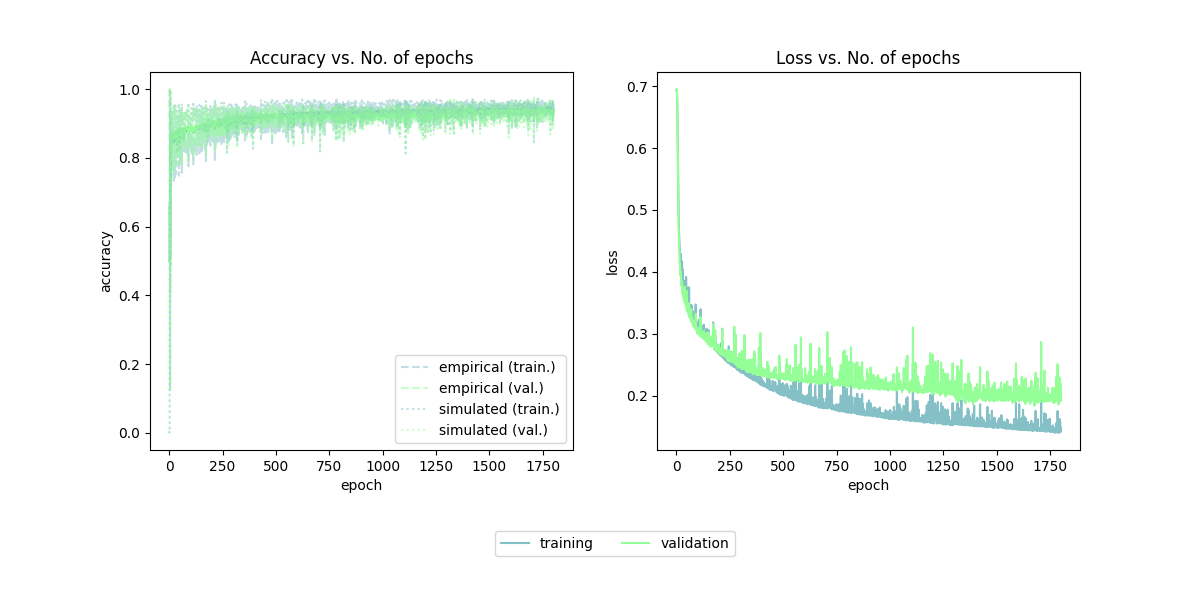 Accuracy vs. No. of epochs
1.0
0.8
0.6
0.4
0.2
0.0
accuracy
0 250 500 750 1000 1250 1500 1750
epoch
empirical (train.)
empirical (val.)
simulated (train.)
simulated (val.)
Loss vs. No. of epochs
0.7
0.6
0.5
0.4
0.3
0.2
loss
0 250 500 750 1000 1250 1500 1750
epoch
training validation